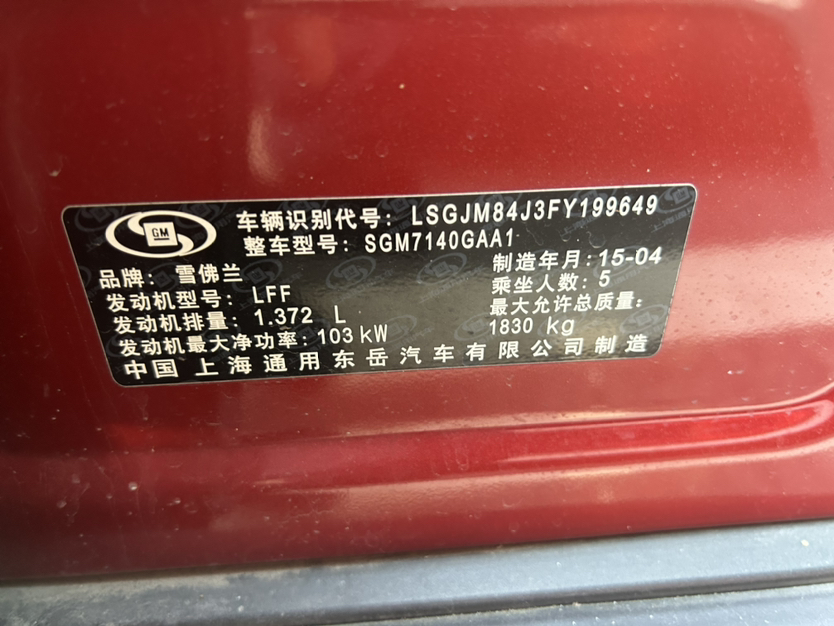 GM
车辆识别代号: LSGJM84J3FY199649
整车型号: SGM7140GAA1
品牌: 雪佛兰
制造年月: 15-04
发动机型号: LFF
乘坐人数: 5
发动机排量: 1.372 L
最大允许总质量:
发动机最大净功率: 103 kW
1830 kg
中国 上海通用东岳汽车有限公司制造